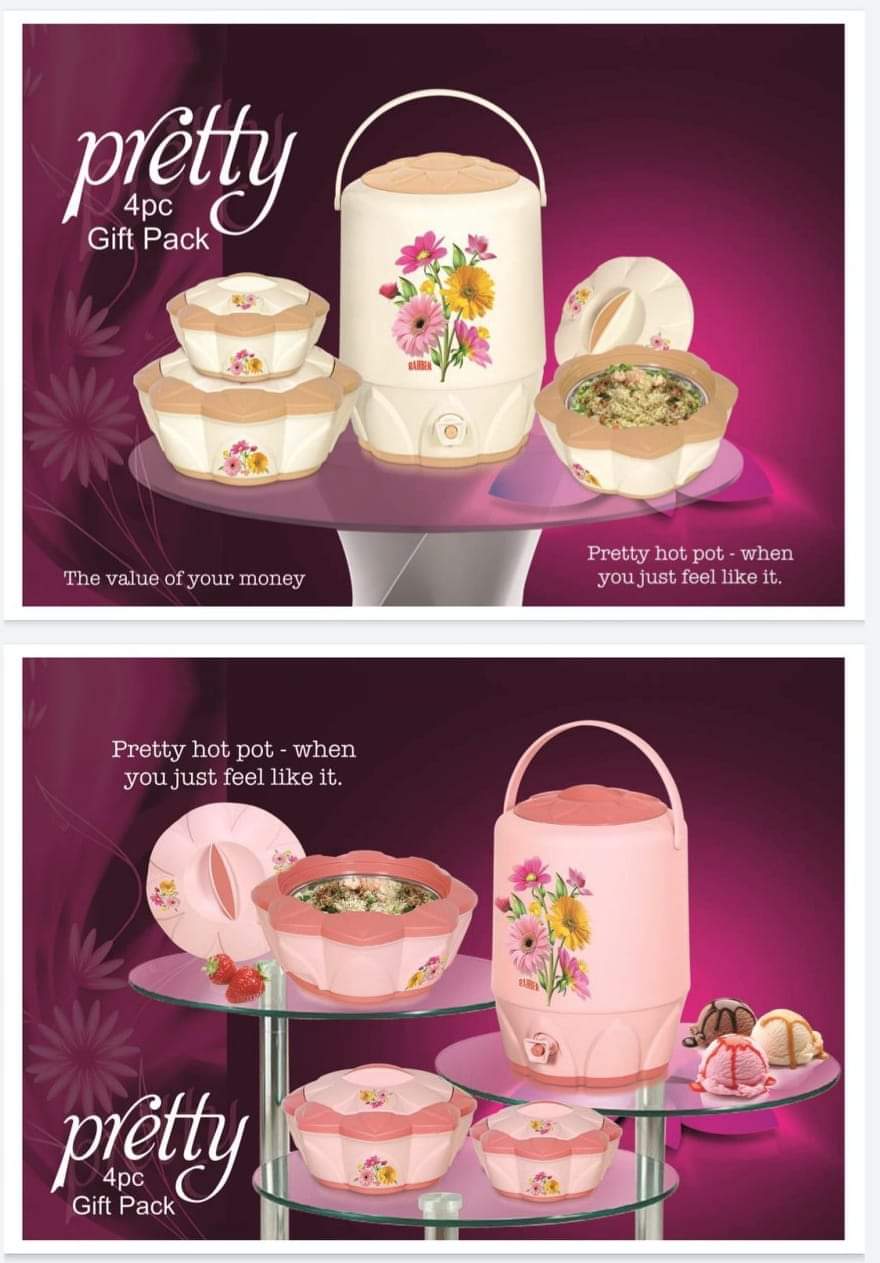 pretty
4pc
Gift Pack
The value of your money
Pretty hot pot - when
you just feel like it.
Pretty hot pot - when
you just feel like it.
pretty
4pc
Gift Pack